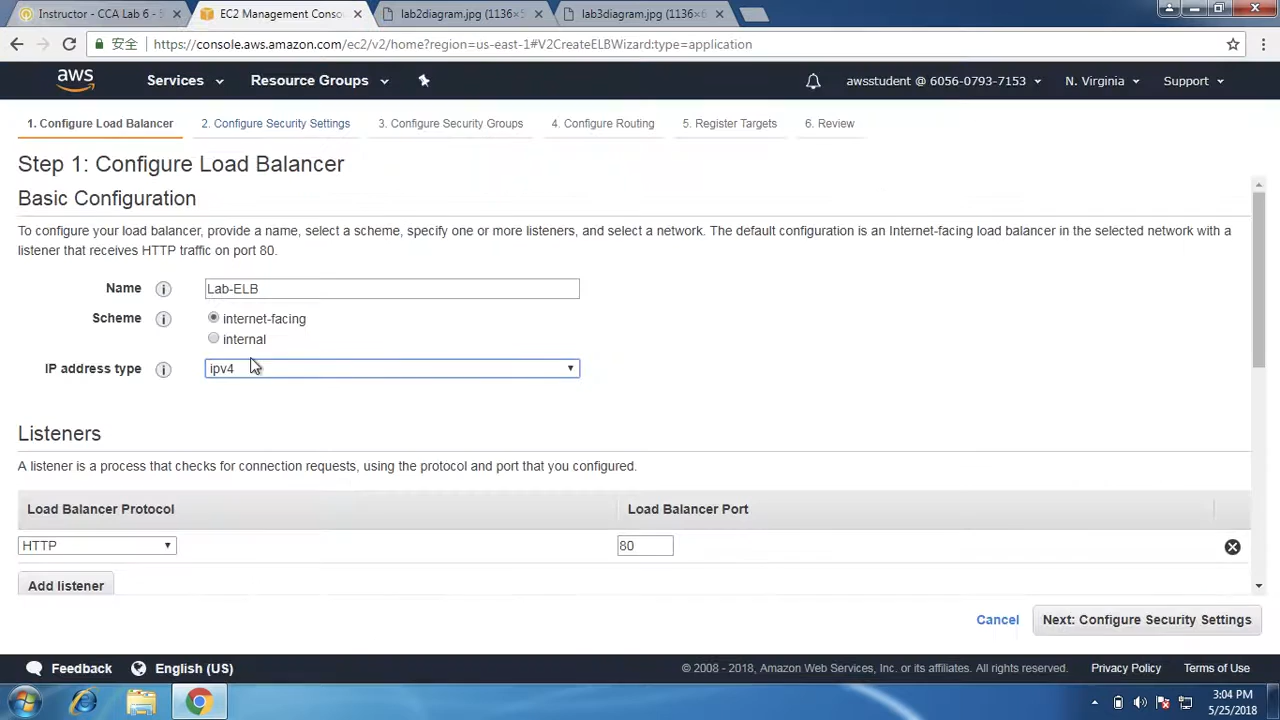 Instructor - CCA Lab 6 - S
EC2 Management Conso
lab2diagram.jpg (1136×5
lab3diagram.jpg (1136×6
安全
https://console.aws.amazon.com/ec2/v2/home?region=us-east-1#V2CreateELBWizard:type=application
aws
Services
Resource Groups
awsstudent @ 6056-0793-7153
N. Virginia
Support
1. Configure Load Balancer
2. Configure Security Settings
3. Configure Security Groups
4. Configure Routing
5. Register Targets
6. Review
Step 1: Configure Load Balancer
Basic Configuration
To configure your load balancer, provide a name, select a scheme, specify one or more listeners, and select a network. The default configuration is an Internet-facing load balancer in the selected network with a
listener that receives HTTP traffic on port 80.
Name
Lab-ELB
Scheme
internet-facing
internal
IP address type
ipv4
Listeners
A listener is a process that checks for connection requests, using the protocol and port that you configured.
Load Balancer Protocol
Load Balancer Port
HTTP
80
Add listener
Cancel
Next: Configure Security Settings
Feedback
English (US)
© 2008 - 2018, Amazon Web Services, Inc. or its affiliates. All rights reserved.
Privacy Policy
Terms of Use
3:04 PM
5/25/2018